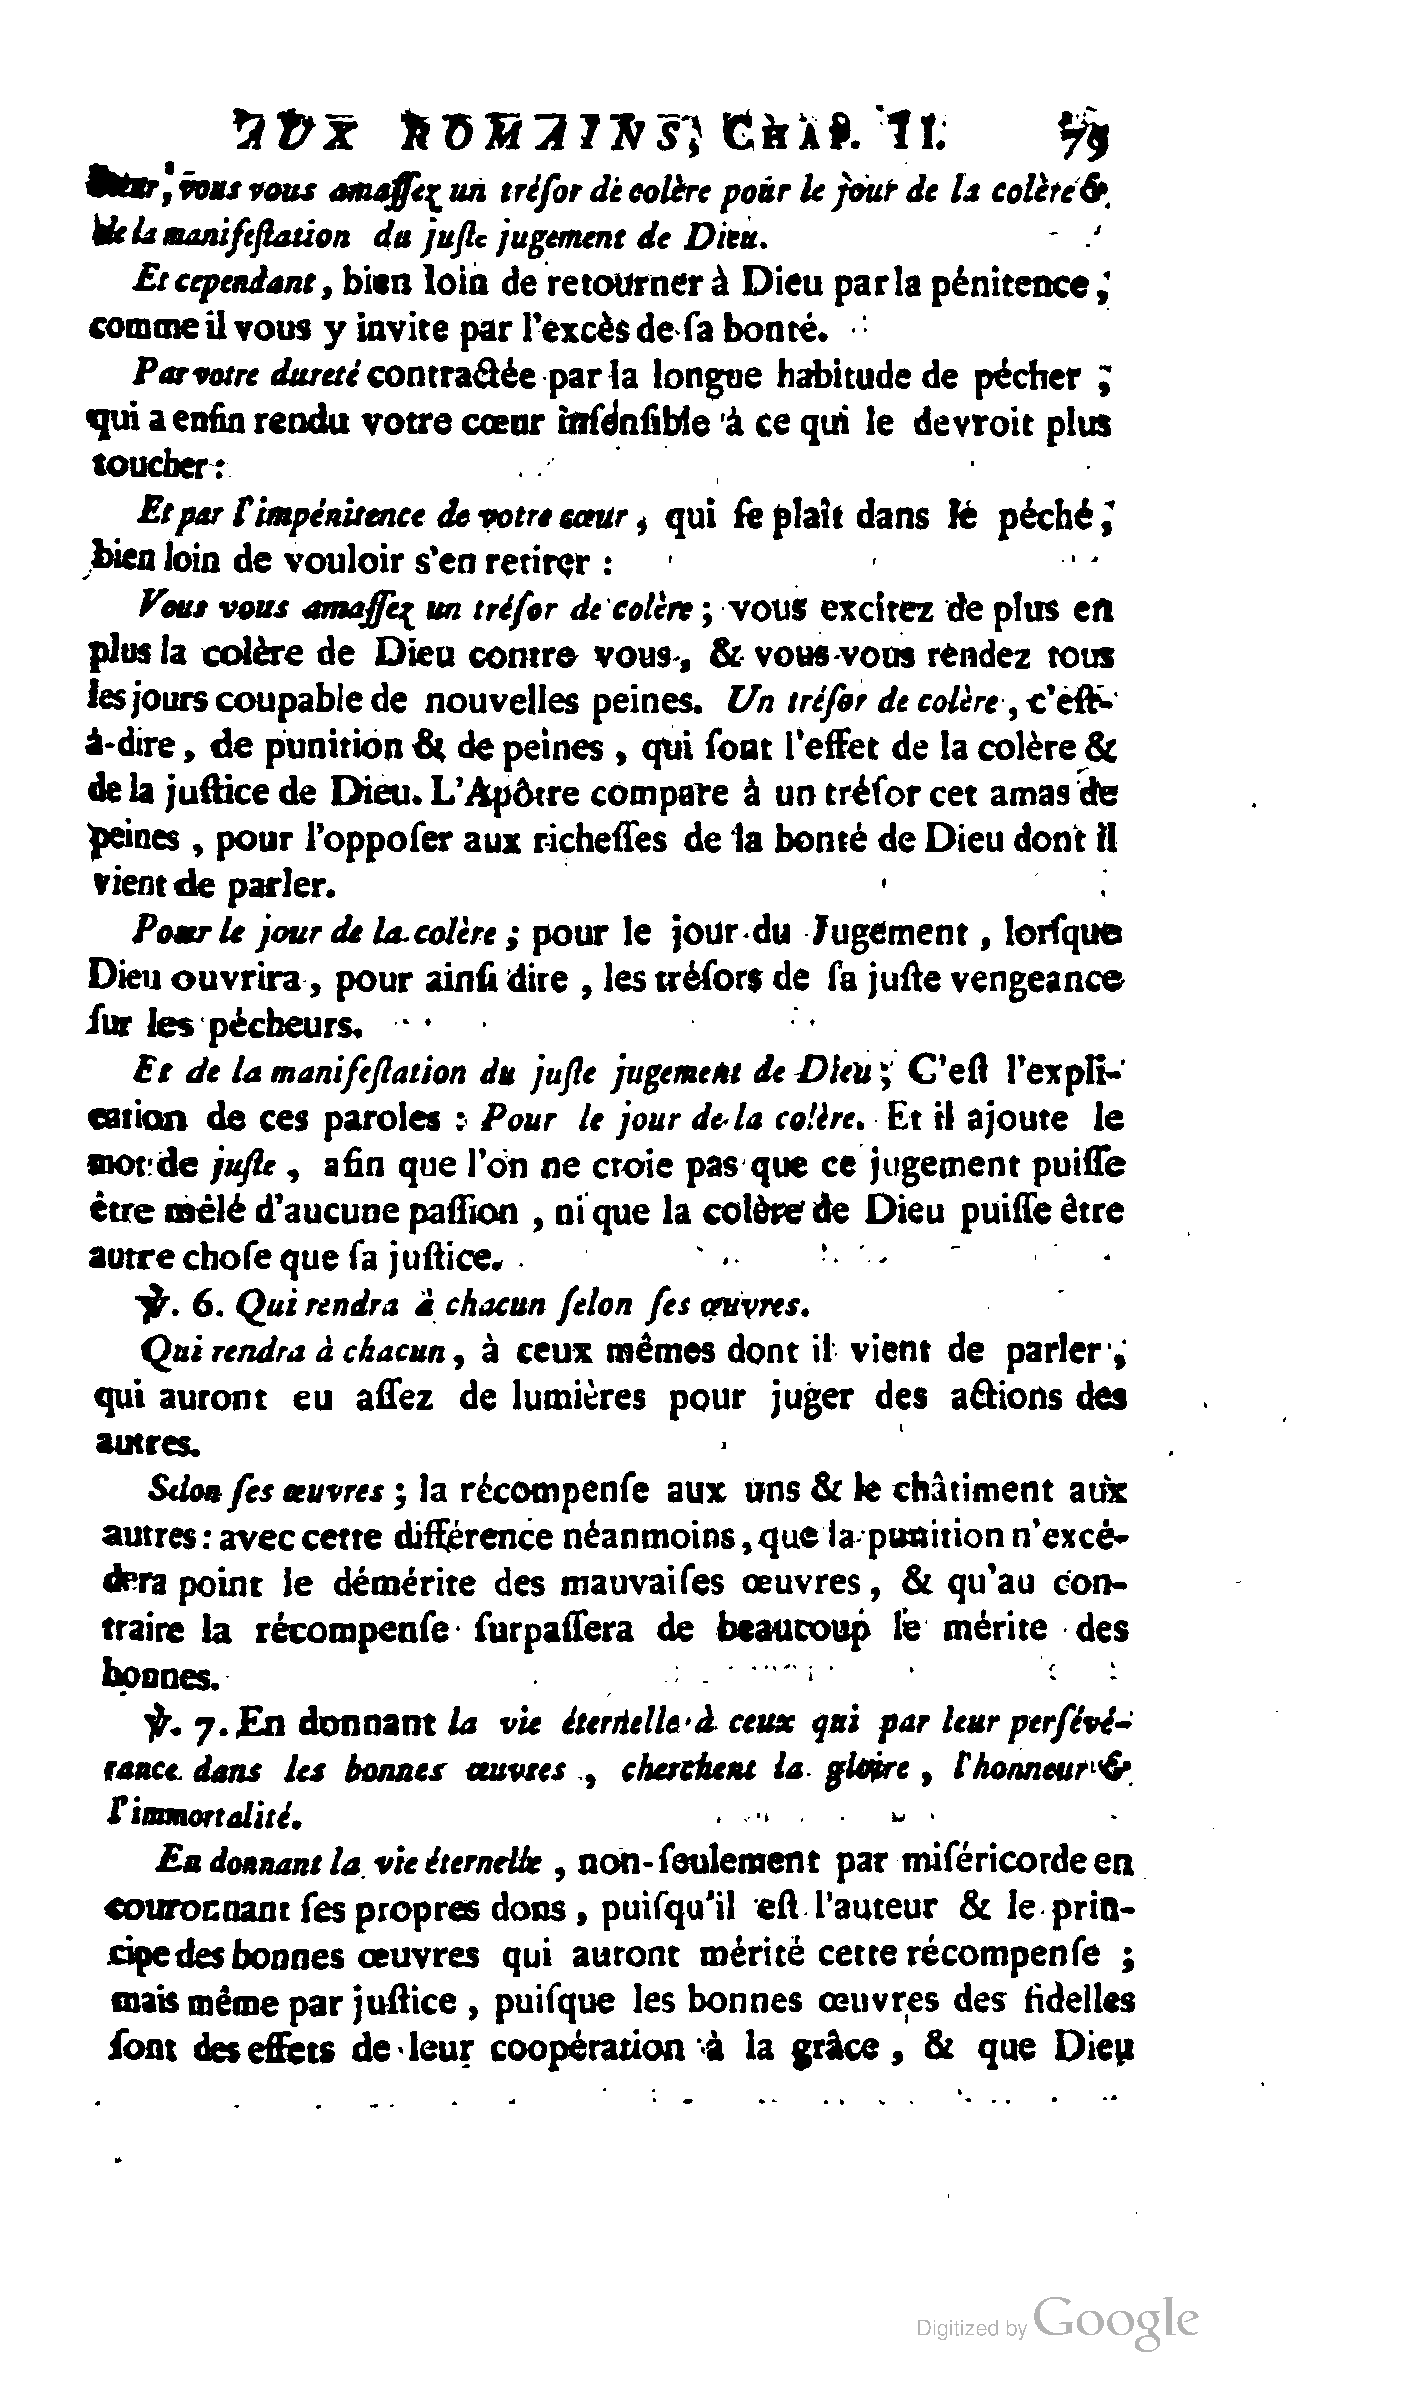 AUX ROMAINS, CHAP. II. 79
vous vous amaſſez un tréſor de colère pour le jour de la colère &
de la manifeſtation du juſte jugement de Dieu.
Et cependant, bien loin de retourner à Dieu par la pénitence,
comme il vous y invite par l'excès de ſa bonté.
Par votre dureté contractée par la longue habitude de pécher ;
qui a enfin rendu votre cœur inſenſible à ce qui le devroit plus
toucher :
Et par l'impénitence de votre cœur, qui ſe plaît dans le péché,
bien loin de vouloir s'en retirer :
Vous vous amaſſez un tréſor de colère ; vous excitez de plus en
plus la colère de Dieu contre vous, & vous-vous rendez tous
les jours coupable de nouvelles peines. Un tréſor de colère, c'eſt-
à-dire, de punition & de peines, qui ſont l'effet de la colère &
de la juſtice de Dieu. L'Apôtre compare à un tréſor cet amas de
peines, pour l'oppoſer aux richeſſes de la bonté de Dieu dont il
vient de parler.
Pour le jour de la colère ; pour le jour du Jugement, lorſque
Dieu ouvrira, pour ainſi dire, les tréſors de ſa juſte vengeance
ſur les pécheurs.
Et de la manifeſtation du juſte jugement de Dieu ; C'eſt l'expli-
cation de ces paroles : Pour le jour de la colère. Et il ajoute le
mot de juſte, afin que l'on ne croie pas que ce jugement puiſſe
être mêlé d'aucune paſſion, ni que la colère de Dieu puiſſe être
autre choſe que ſa juſtice.
℣. 6. Qui rendra à chacun ſelon ſes œuvres.
Qui rendra à chacun, à ceux mêmes dont il vient de parler,
qui auront eu aſſez de lumières pour juger des actions des
autres.
Selon ſes œuvres ; la récompenſe aux uns & le châtiment aux
autres : avec cette différence néanmoins, que la punition n'excé-
dera point le démérite des mauvaiſes œuvres, & qu'au con-
traire la récompenſe ſurpaſſera de beaucoup le mérite des
bonnes.
℣. 7. En donnant la vie éternelle à ceux qui par leur perſévé-
rance dans les bonnes œuvres, cherchent la gloire, l'honneur &
l'immortalité.
En donnant la vie éternelle, non-ſeulement par miſéricorde en
couronnant ſes propres dons, puiſqu'il eſt l'auteur & le prin-
cipe des bonnes œuvres qui auront mérité cette récompenſe ;
mais même par juſtice, puiſque les bonnes œuvres des fidelles
ſont des effets de leur coopération à la grâce, & que Dieu
Digitized by Google